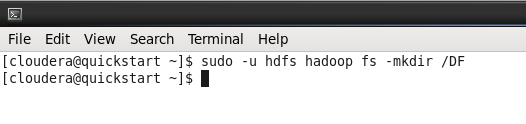 File Edit View Search Terminal Help
[cloudera@quickstart ~]$ sudo -u hdfs hadoop fs -mkdir /DF
[cloudera@quickstart ~]$